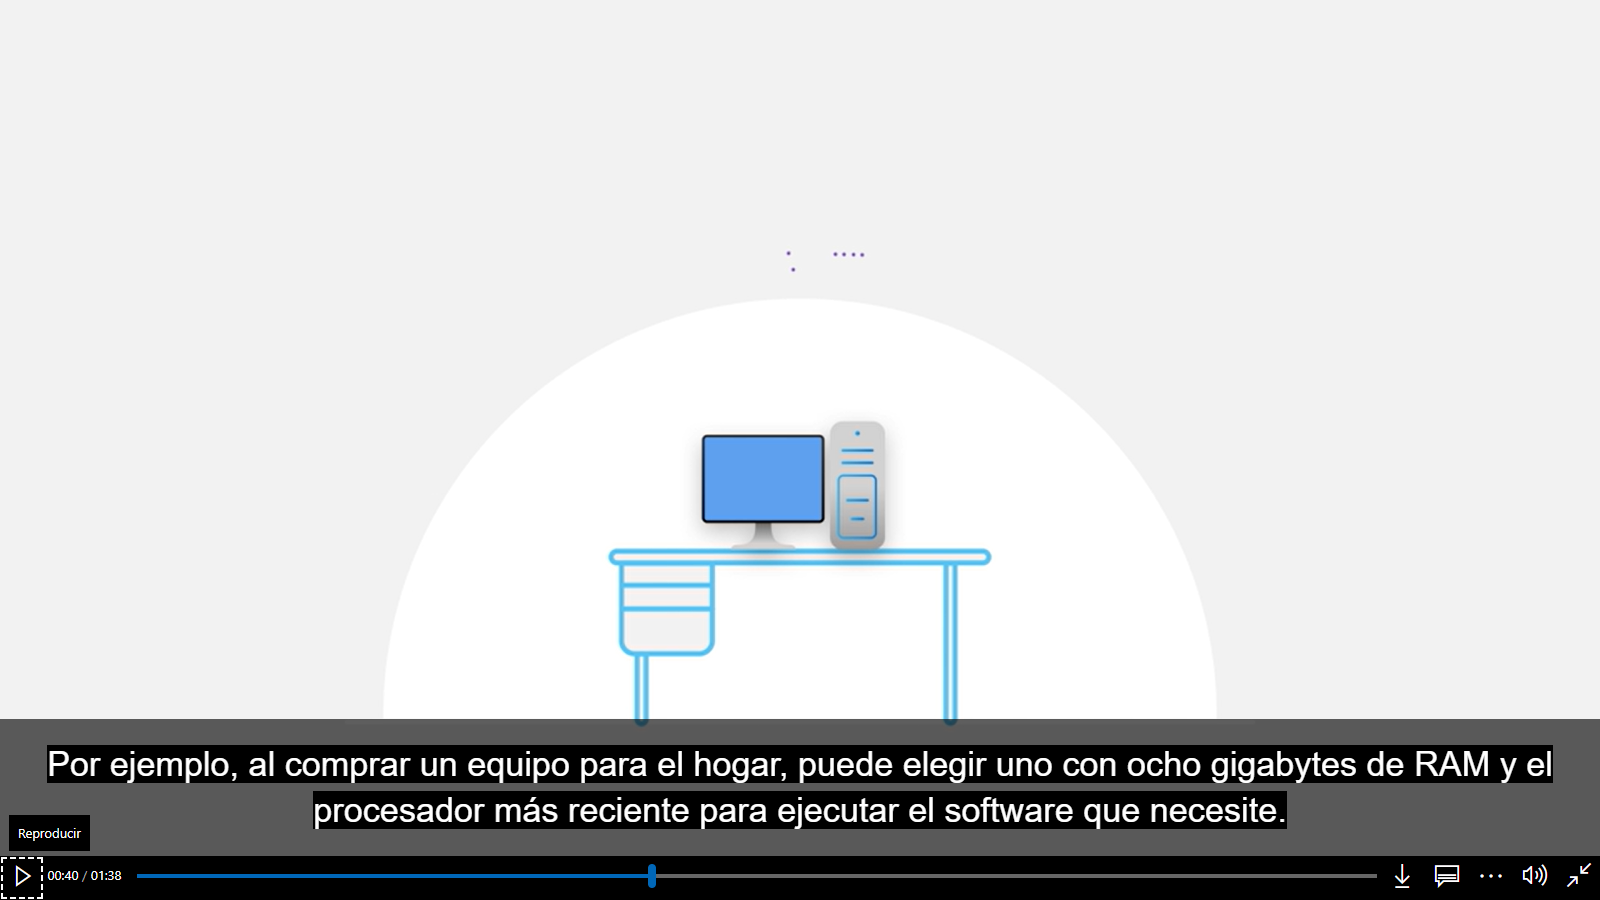 Por ejemplo, al comprar un equipo para el hogar, puede elegir uno con ocho gigabytes de RAM y el
procesador más reciente para ejecutar el software que necesite.
Reproducir
00:40 / 01:38